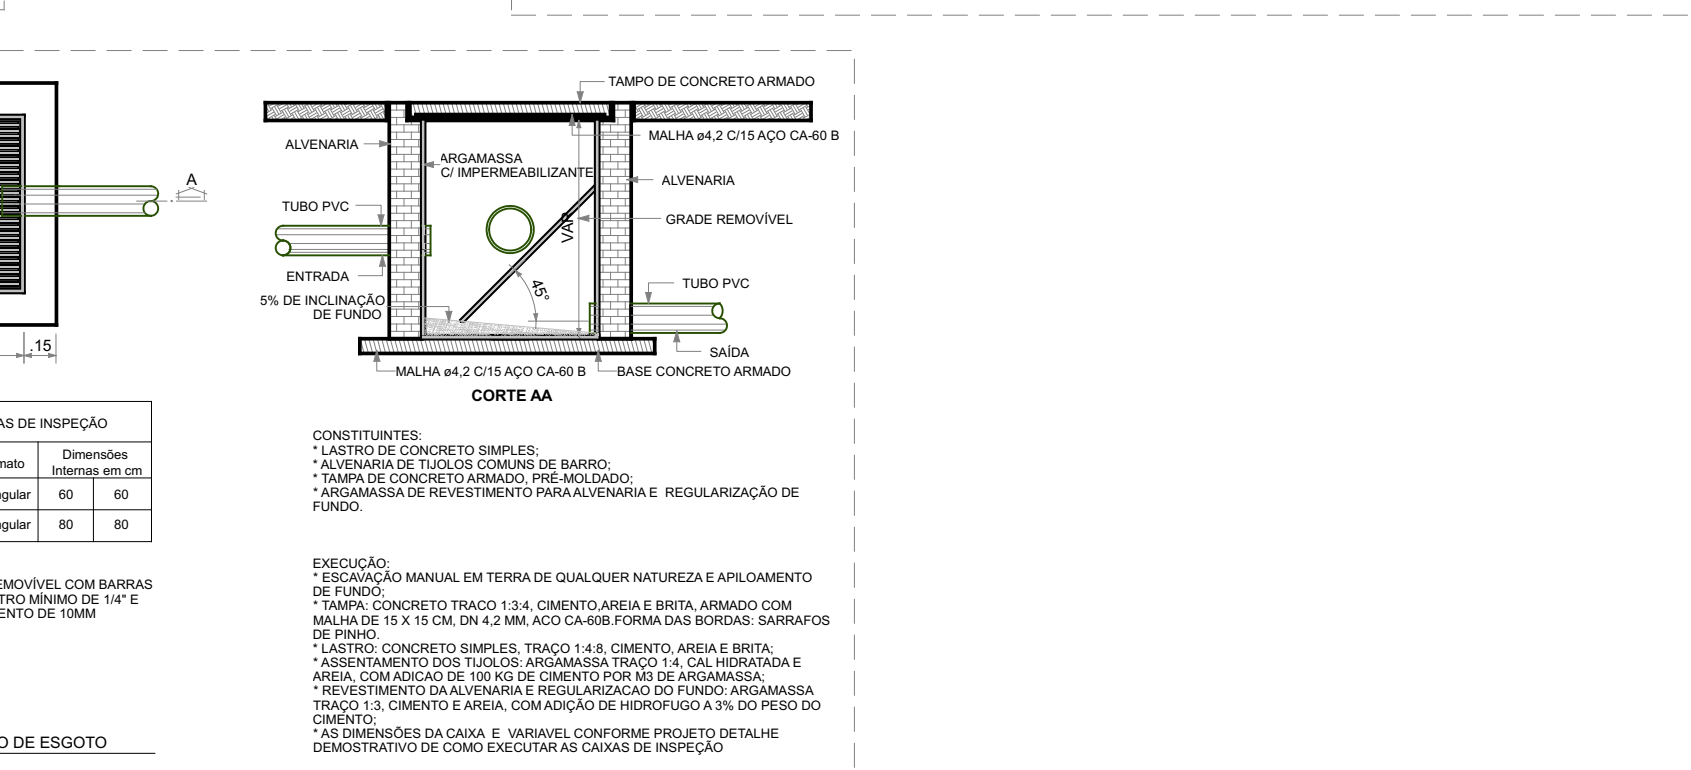 TAMPO DE CONCRETO ARMADO
MALHA ø4,2 C/15 AÇO CA-60 B
ALVENARIA
ARGAMASSA
C/ IMPERMEABILIZANTE
ALVENARIA
A
TUBO PVC
GRADE REMOVÍVEL
VAR
ENTRADA
TUBO PVC
45°
5% DE INCLINAÇÃO
DE FUNDO
.15
SAÍDA
MALHA ø4,2 C/15 AÇO CA-60 B
BASE CONCRETO ARMADO
CORTE AA
AS DE INSPEÇÃO
mato
Dimensões
Internas em cm
ngular 60 60
ngular 80 80
EMOVÍVEL COM BARRAS
TRO MÍNIMO DE 1/4" E
ENTO DE 10MM
O DE ESGOTO
CONSTITUINTES:
* LASTRO DE CONCRETO SIMPLES;
* ALVENARIA DE TIJOLOS COMUNS DE BARRO;
* TAMPA DE CONCRETO ARMADO, PRÉ-MOLDADO;
* ARGAMASSA DE REVESTIMENTO PARA ALVENARIA E REGULARIZAÇÃO DE
FUNDO.
EXECUÇÃO:
* ESCAVAÇÃO MANUAL EM TERRA DE QUALQUER NATUREZA E APILOAMENTO
DE FUNDO;
* TAMPA: CONCRETO TRACO 1:3:4, CIMENTO,AREIA E BRITA, ARMADO COM
MALHA DE 15 X 15 CM, DN 4,2 MM, ACO CA-60B.FORMA DAS BORDAS: SARRAFOS
DE PINHO.
* LASTRO: CONCRETO SIMPLES, TRAÇO 1:4:8, CIMENTO, AREIA E BRITA;
* ASSENTAMENTO DOS TIJOLOS: ARGAMASSA TRAÇO 1:4, CAL HIDRATADA E
AREIA, COM ADICAO DE 100 KG DE CIMENTO POR M3 DE ARGAMASSA;
* REVESTIMENTO DA ALVENARIA E REGULARIZACAO DO FUNDO: ARGAMASSA
TRAÇO 1:3, CIMENTO E AREIA, COM ADIÇÃO DE HIDROFUGO A 3% DO PESO DO
CIMENTO;
* AS DIMENSÕES DA CAIXA E VARIAVEL CONFORME PROJETO DETALHE
DEMOSTRATIVO DE COMO EXECUTAR AS CAIXAS DE INSPEÇÃO